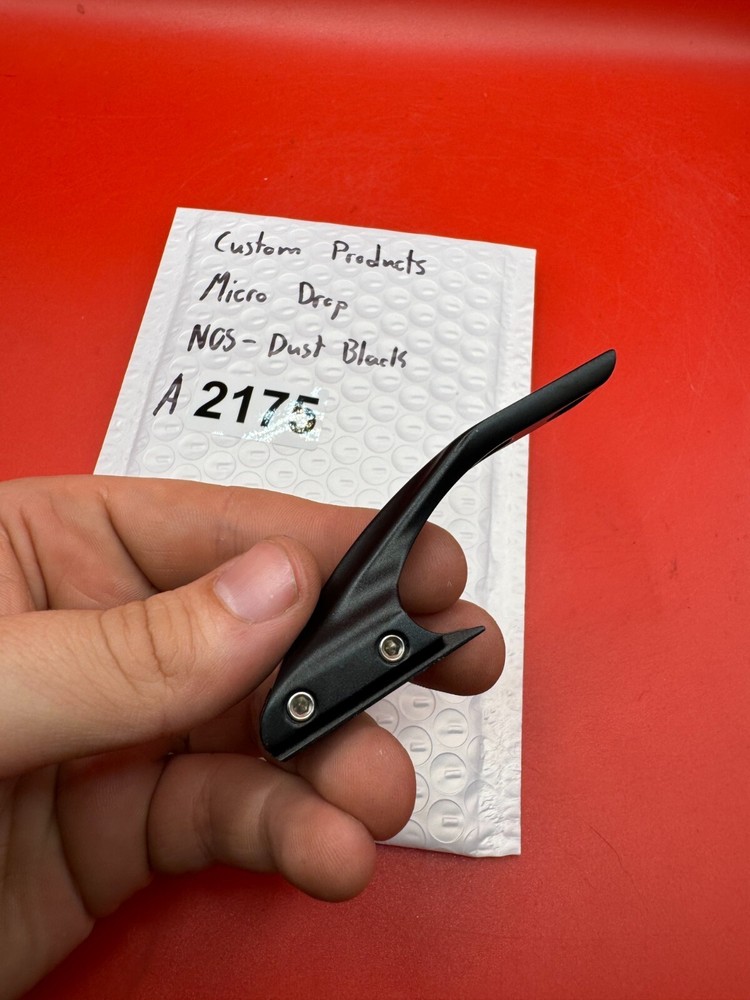 Custom Products
Micro Drop
NOS-Dust Black
A 2175